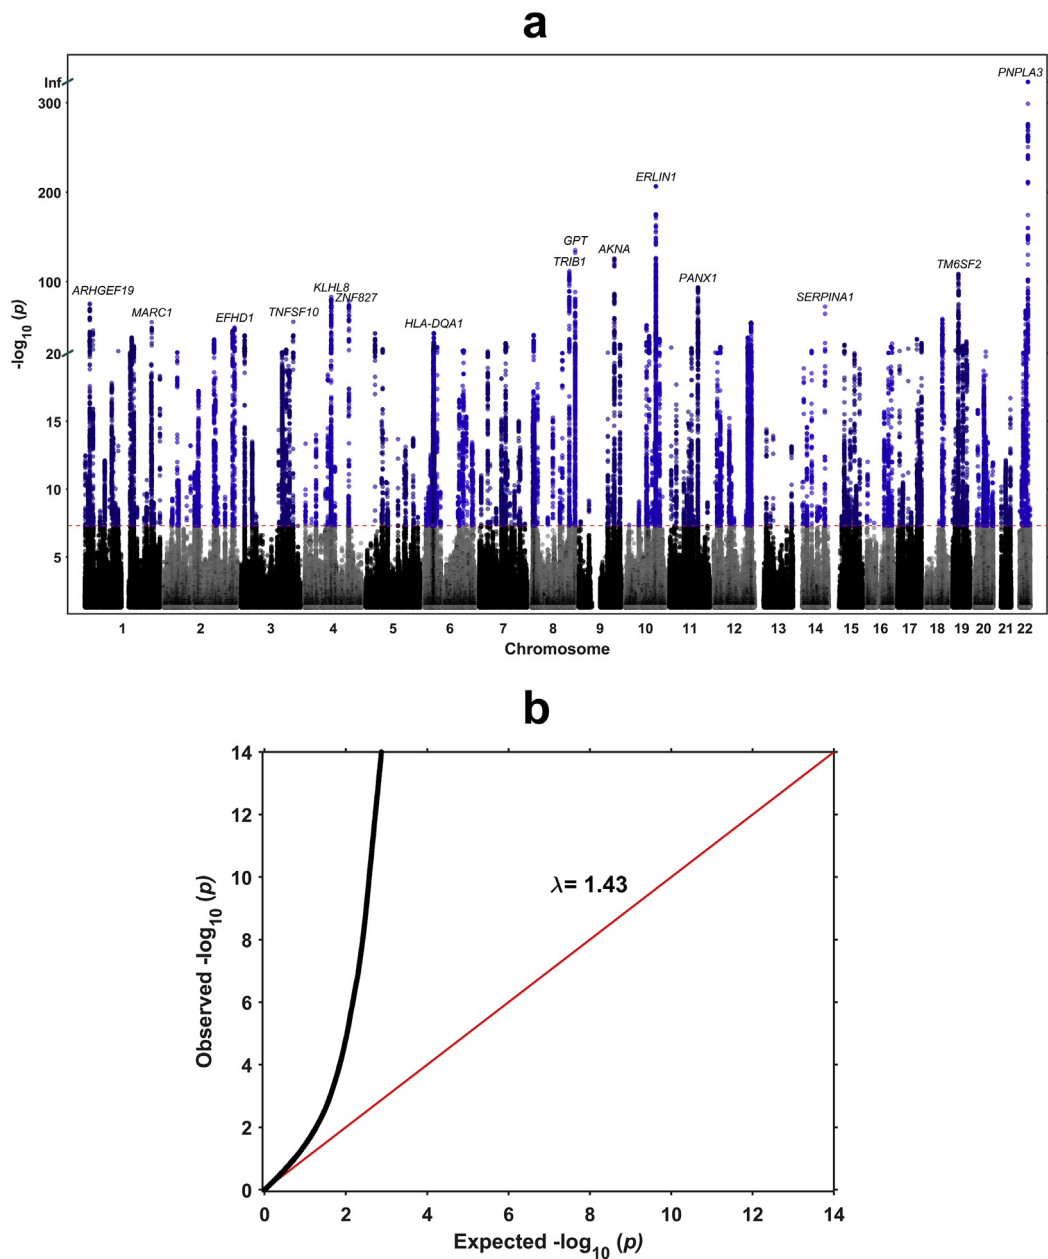 a
PNPLA3
Inf
300
ERLIN1
200
GPT
AKNA
TRIB1
TM6SF2
100
PANX1
KLHL8
ARHGEF19
ZNF827
SERPINA1
MARC1
TNFSF10
EFHD1
HLA-DQA1
20
15
10
5
-log10 (p)
1 2 3 4 5 6 7 8 9 10 11 12 13 14 15 16 17 18 19 20 21 22
Chromosome
b
14
12
10
λ= 1.43
8
6
4
2
0
Observed -log10 (p)
0 2 4 6 8 10 12 14
Expected -log10 (p)